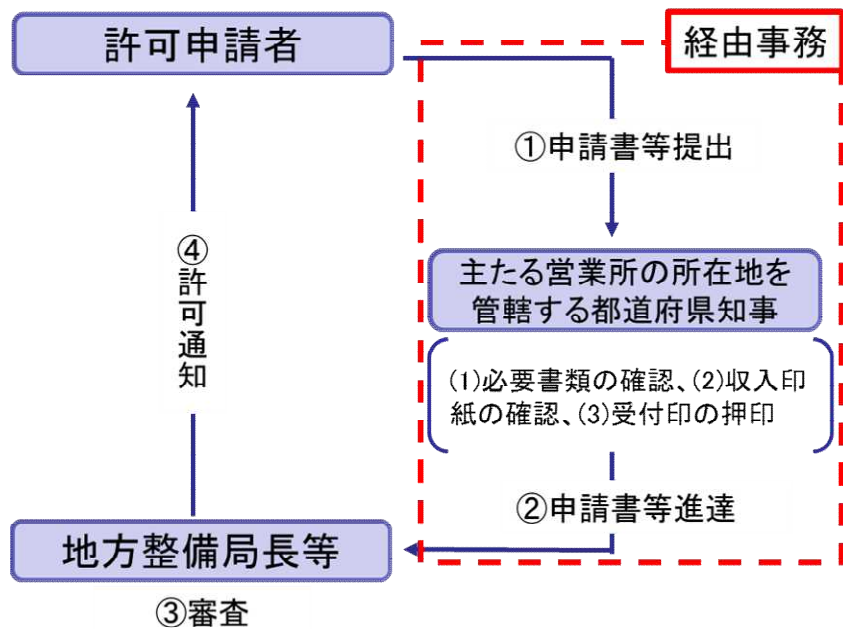 許可申請者
経由事務
①申請書等提出
主たる営業所の所在地を
管轄する都道府県知事
(1)必要書類の確認、(2)収入印
紙の確認、(3)受付印の押印
②申請書等進達
地方整備局長等
③審査
④許可通知